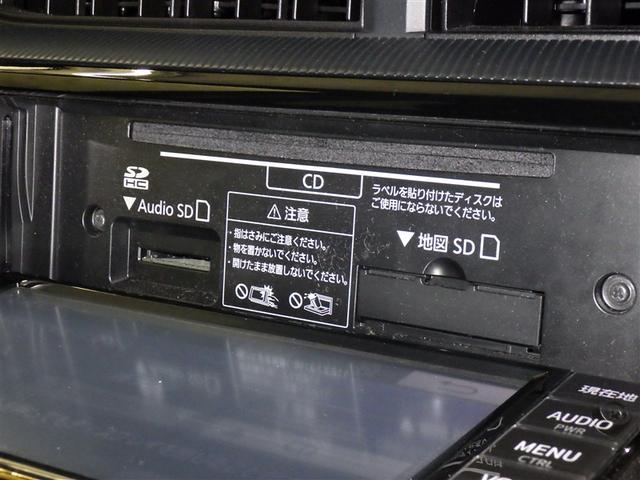 CD
ラベルを貼り付けたディスクは
ご使用にならないでください。
SD
HC
▼Audio SD
⚠注意
・指はさみにご注意ください。
・物を置かないでください。
・開けたまま放置しないでください。
▼地図 SD
現在地
AUDIO
PWR
MENU
CTRL